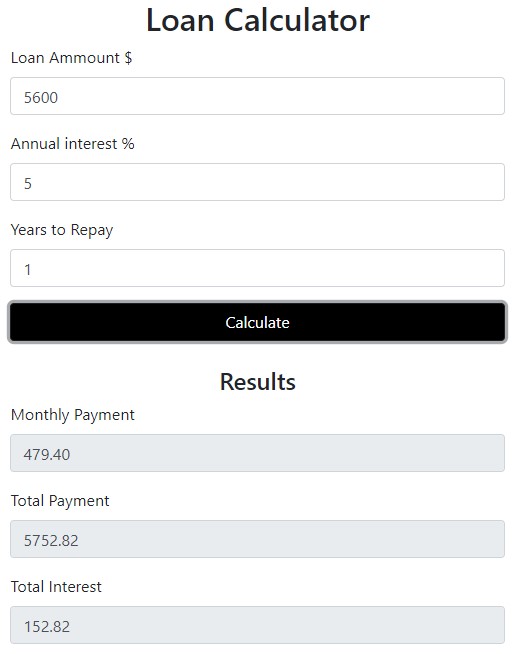 Loan Calculator
Loan Ammount $
5600
Annual interest %
5
Years to Repay
1
Calculate
Results
Monthly Payment
479.40
Total Payment
5752.82
Total Interest
152.82